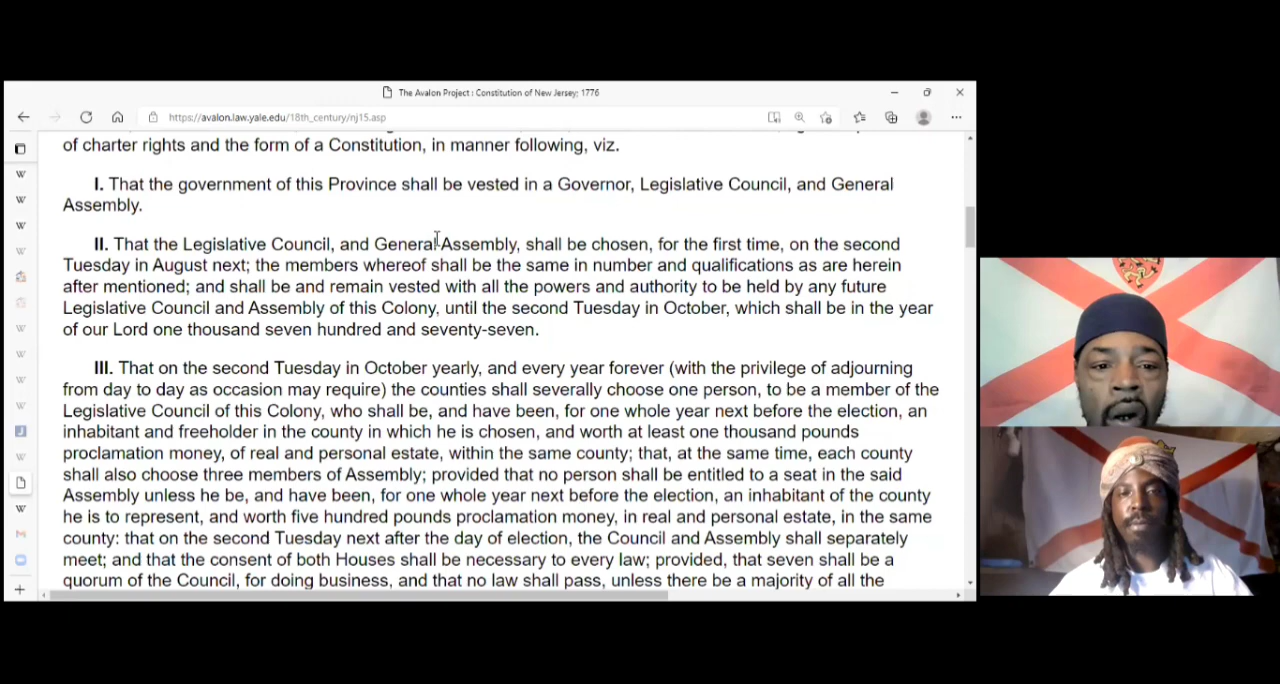 The Avalon Project : Constitution of New Jersey; 1776
https://avalon.law.yale.edu/18th_century/nj15.asp
of charter rights and the form of a Constitution, in manner following, viz.
I. That the government of this Province shall be vested in a Governor, Legislative Council, and General
Assembly.
II. That the Legislative Council, and General Assembly, shall be chosen, for the first time, on the second
Tuesday in August next; the members whereof shall be the same in number and qualifications as are herein
after mentioned; and shall be and remain vested with all the powers and authority to be held by any future
Legislative Council and Assembly of this Colony, until the second Tuesday in October, which shall be in the year
of our Lord one thousand seven hundred and seventy-seven.
III. That on the second Tuesday in October yearly, and every year forever (with the privilege of adjourning
from day to day as occasion may require) the counties shall severally choose one person, to be a member of the
Legislative Council of this Colony, who shall be, and have been, for one whole year next before the election, an
inhabitant and freeholder in the county in which he is chosen, and worth at least one thousand pounds
proclamation money, of real and personal estate, within the same county; that, at the same time, each county
shall also choose three members of Assembly; provided that no person shall be entitled to a seat in the said
Assembly unless he be, and have been, for one whole year next before the election, an inhabitant of the county
he is to represent, and worth five hundred pounds proclamation money, in real and personal estate, in the same
county: that on the second Tuesday next after the day of election, the Council and Assembly shall separately
meet; and that the consent of both Houses shall be necessary to every law; provided, that seven shall be a
quorum of the Council, for doing business, and that no law shall pass, unless there be a majority of all the